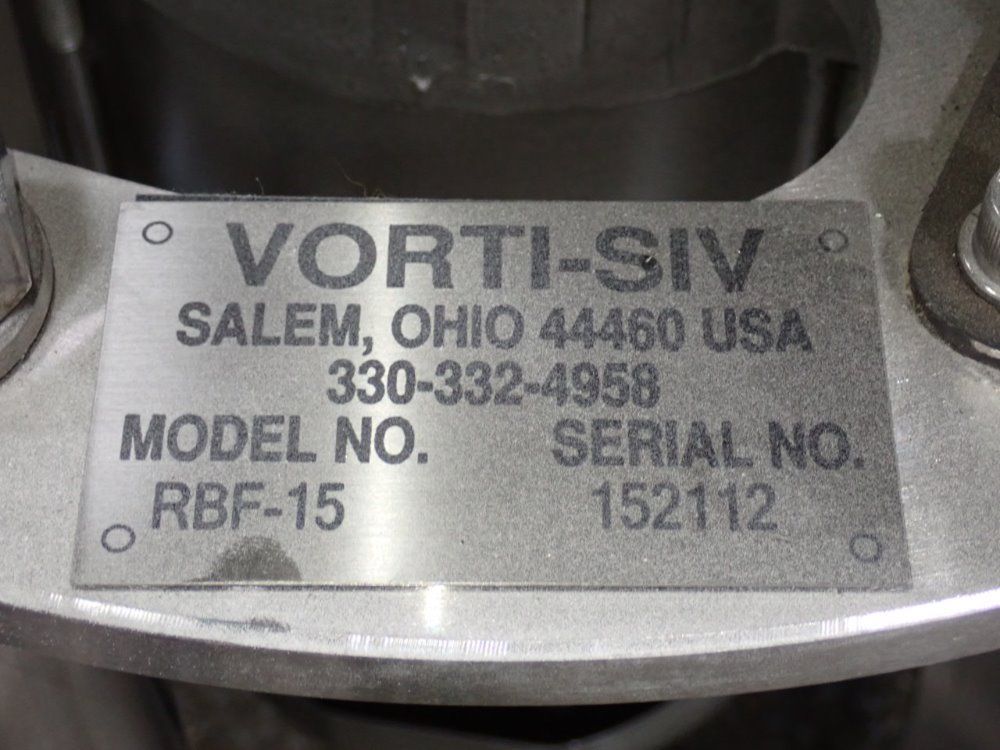 VORTI-SIV
SALEM, OHIO 44460 USA
330-332-4958
MODEL NO. SERIAL NO.
RBF-15 152112